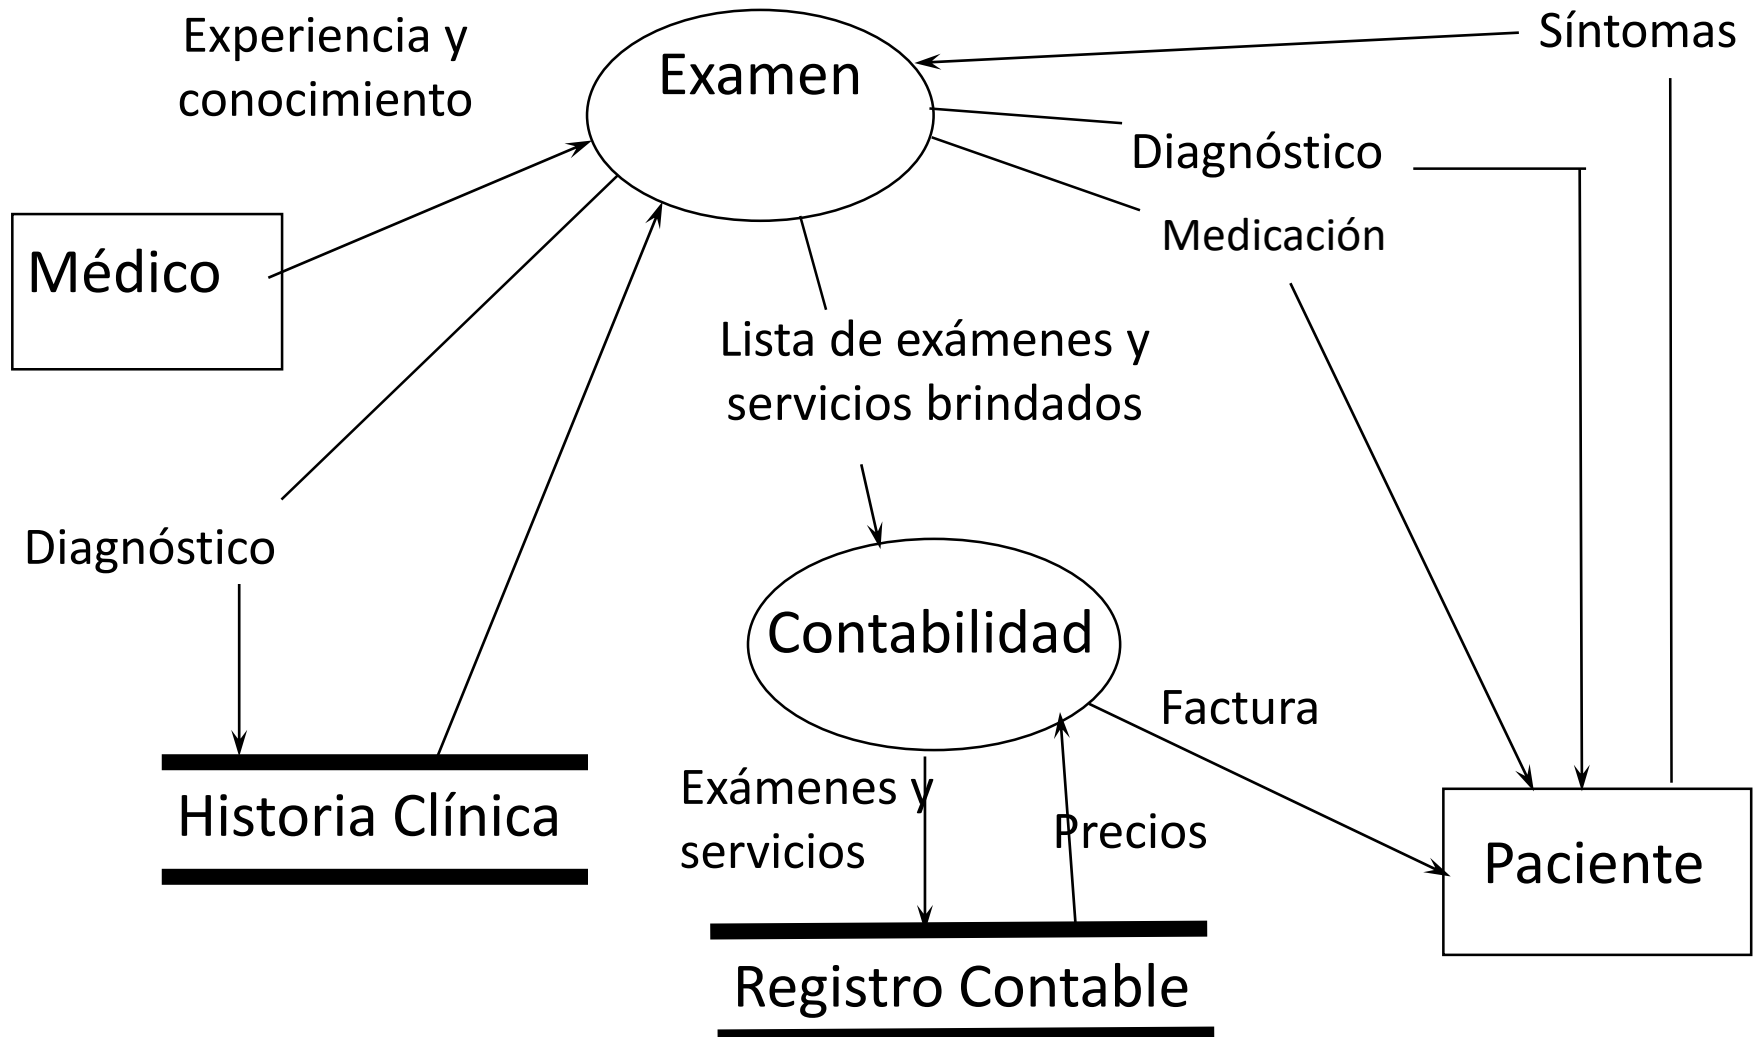 Experiencia y
conocimiento
Examen
Síntomas
Diagnóstico
Medicación
Médico
Lista de exámenes y
servicios brindados
Diagnóstico
Contabilidad
Factura
Exámenes y
servicios
Precios
Historia Clínica
Paciente
Registro Contable